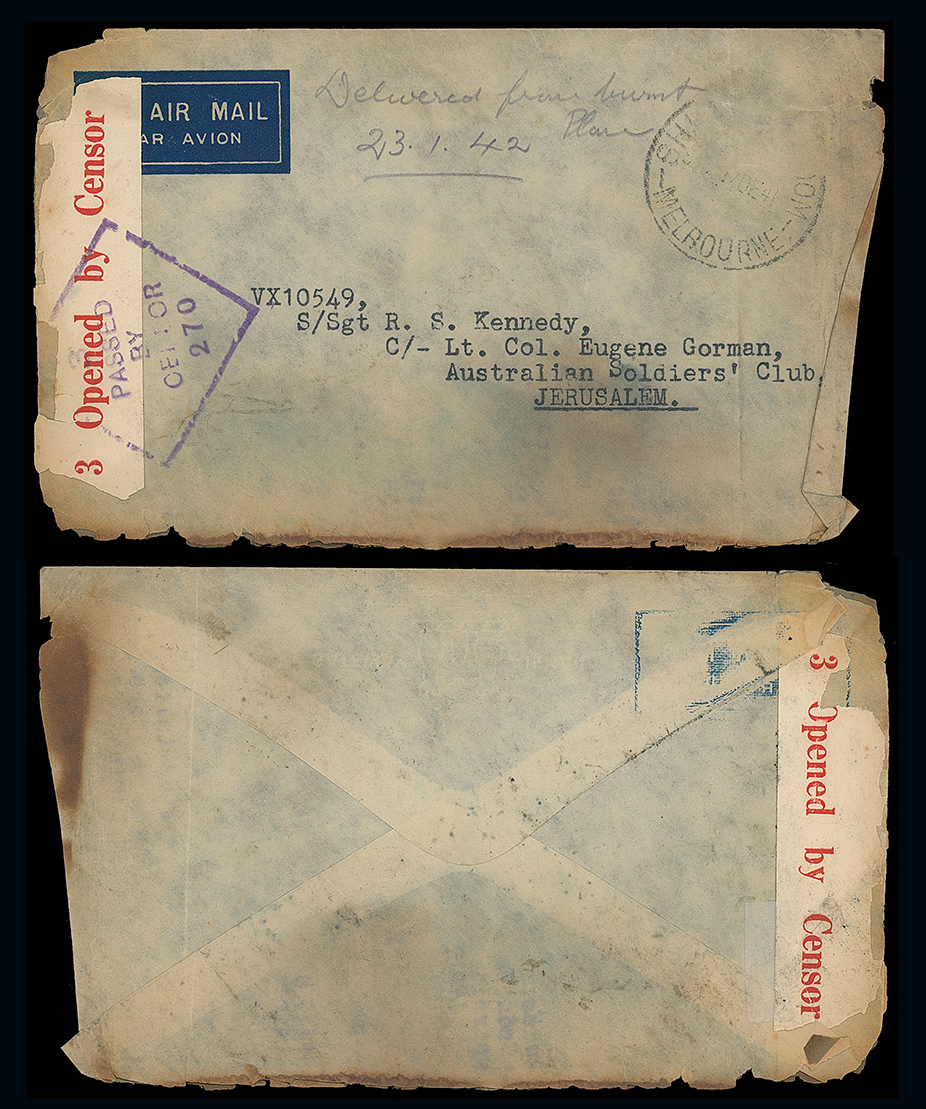 AIR MAIL
AR AVION
Delivered from burnt
Plane
23.1.42
MELBOURNE
3 Opened by Censor
PASSED
BY
270
VX10549,
S/Sgt R. S. Kennedy,
C/- Lt. Col. Eugene Gorman,
Australian Soldiers' Club,
JERUSALEM.
3 Opened by Censor